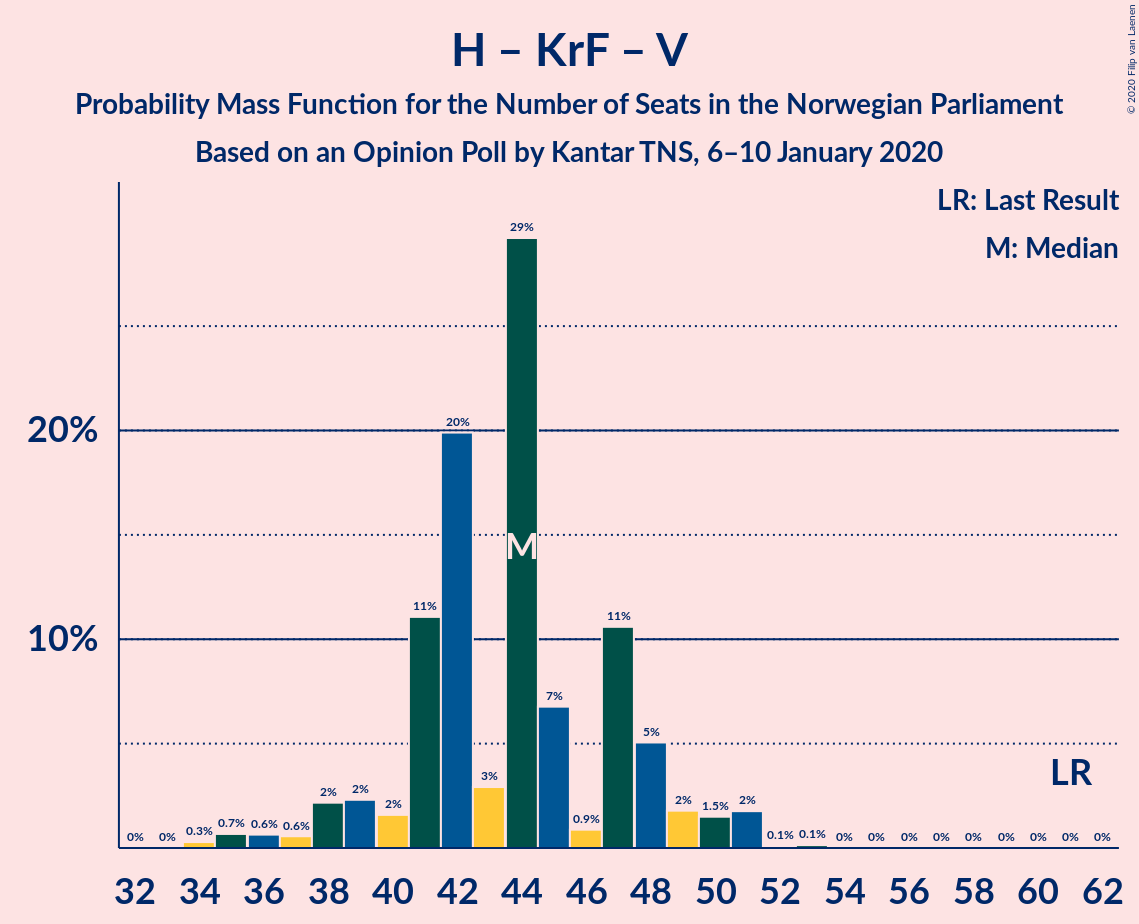 © 2020 Filip van Laenen
H – KrF – V
Probability Mass Function for the Number of Seats in the Norwegian Parliament
Based on an Opinion Poll by Kantar TNS, 6–10 January 2020
LR: Last Result
M: Median
29%
20%
20%
M
11%
11%
10%
7%
5%
LR
3%
0% 0% 0.3% 0.7% 0.6% 0.6% 2% 2% 2% 0.9% 2% 1.5% 2% 0.1% 0.1% 0% 0% 0% 0% 0% 0% 0% 0% 0%
32 34 36 38 40 42 44 46 48 50 52 54 56 58 60 62